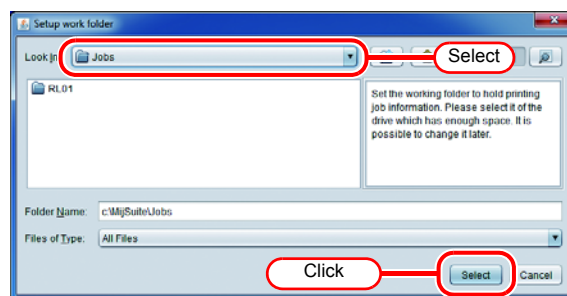 Setup work folder
Look in:
Jobs
Select
RL01
Set the working folder to hold printing
job information. Please select it of the
drive which has enough space. It is
possible to change it later.
Folder Name:
c:\MijSuite\Jobs
Files of Type:
All Files
Click
Select
Cancel